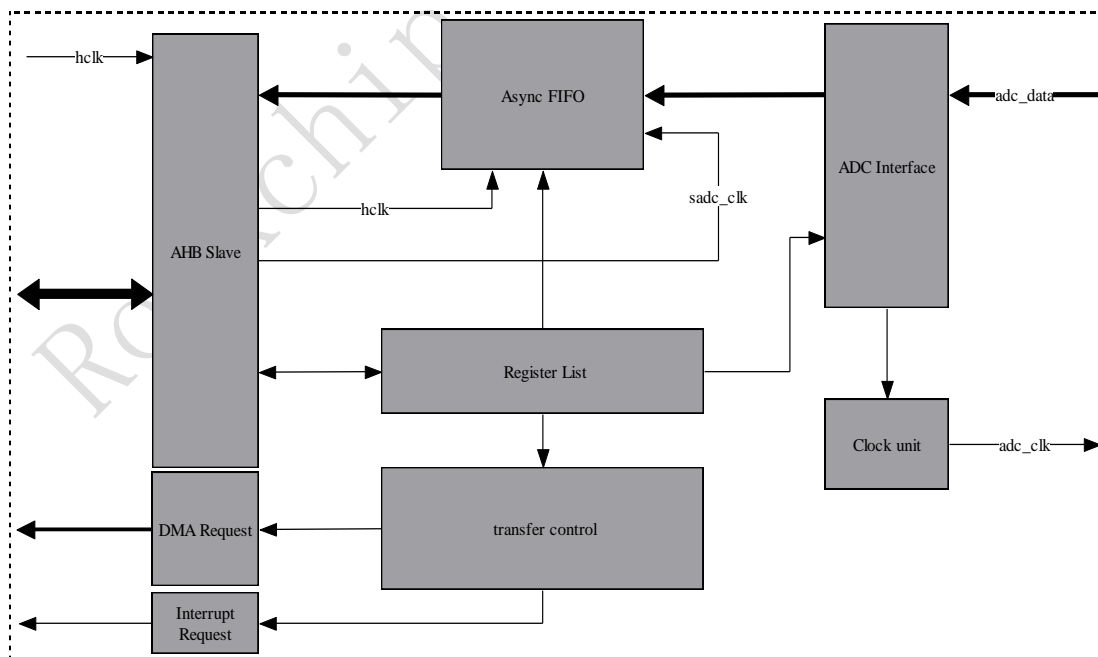 hclk
Async FIFO
adc_data
ADC Interface
sadc_clk
hclk
AHB Slave
Register List
Clock unit
adc_clk
DMA Request
transfer control
Interrupt
Request